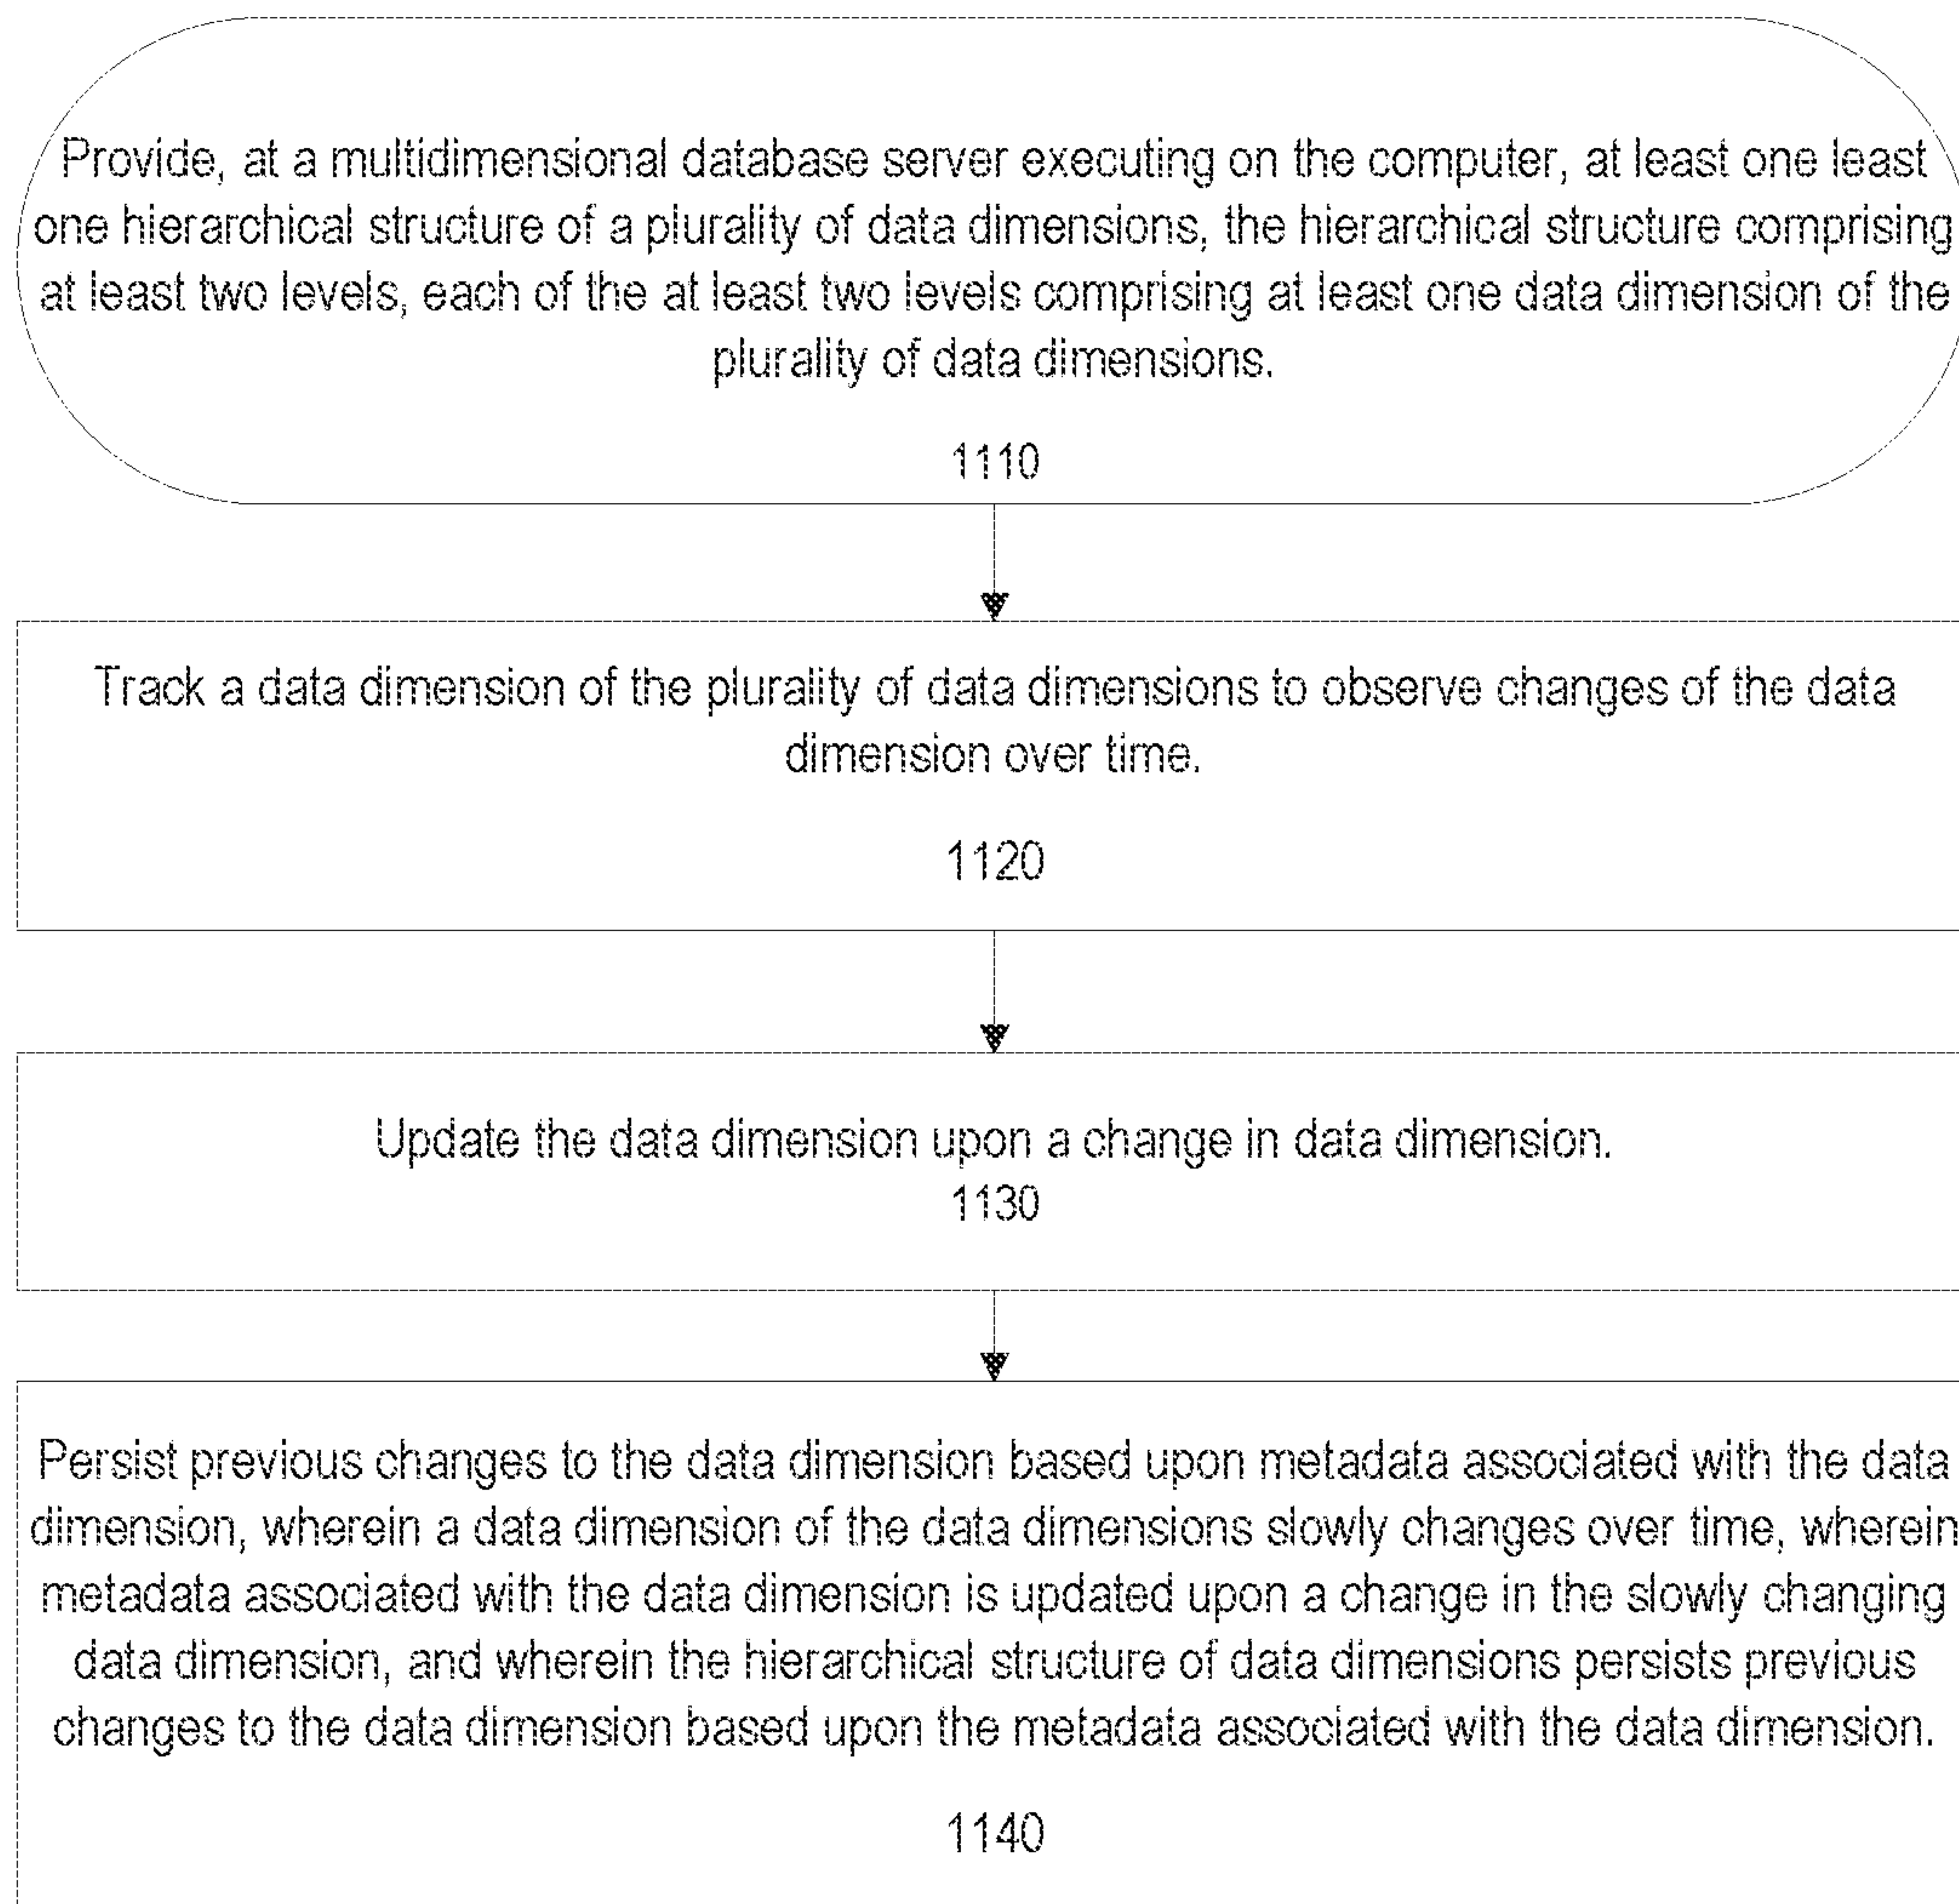 Provide, at a multidimensional database server executing on the computer, at least one least
one hierarchical structure of a plurality of data dimensions, the hierarchical structure comprising
at least two levels, each of the at least two levels comprising at least one data dimension of the
plurality of data dimensions.
1110
Track a data dimension of the plurality of data dimensions to observe changes of the data
dimension over time.
1120
Update the data dimension upon a change in data dimension.
1130
Persist previous changes to the data dimension based upon metadata associated with the data
dimension, wherein a data dimension of the data dimensions slowly changes over time, wherein
metadata associated with the data dimension is updated upon a change in the slowly changing
data dimension, and wherein the hierarchical structure of data dimensions persists previous
changes to the data dimension based upon the metadata associated with the data dimension.
1140